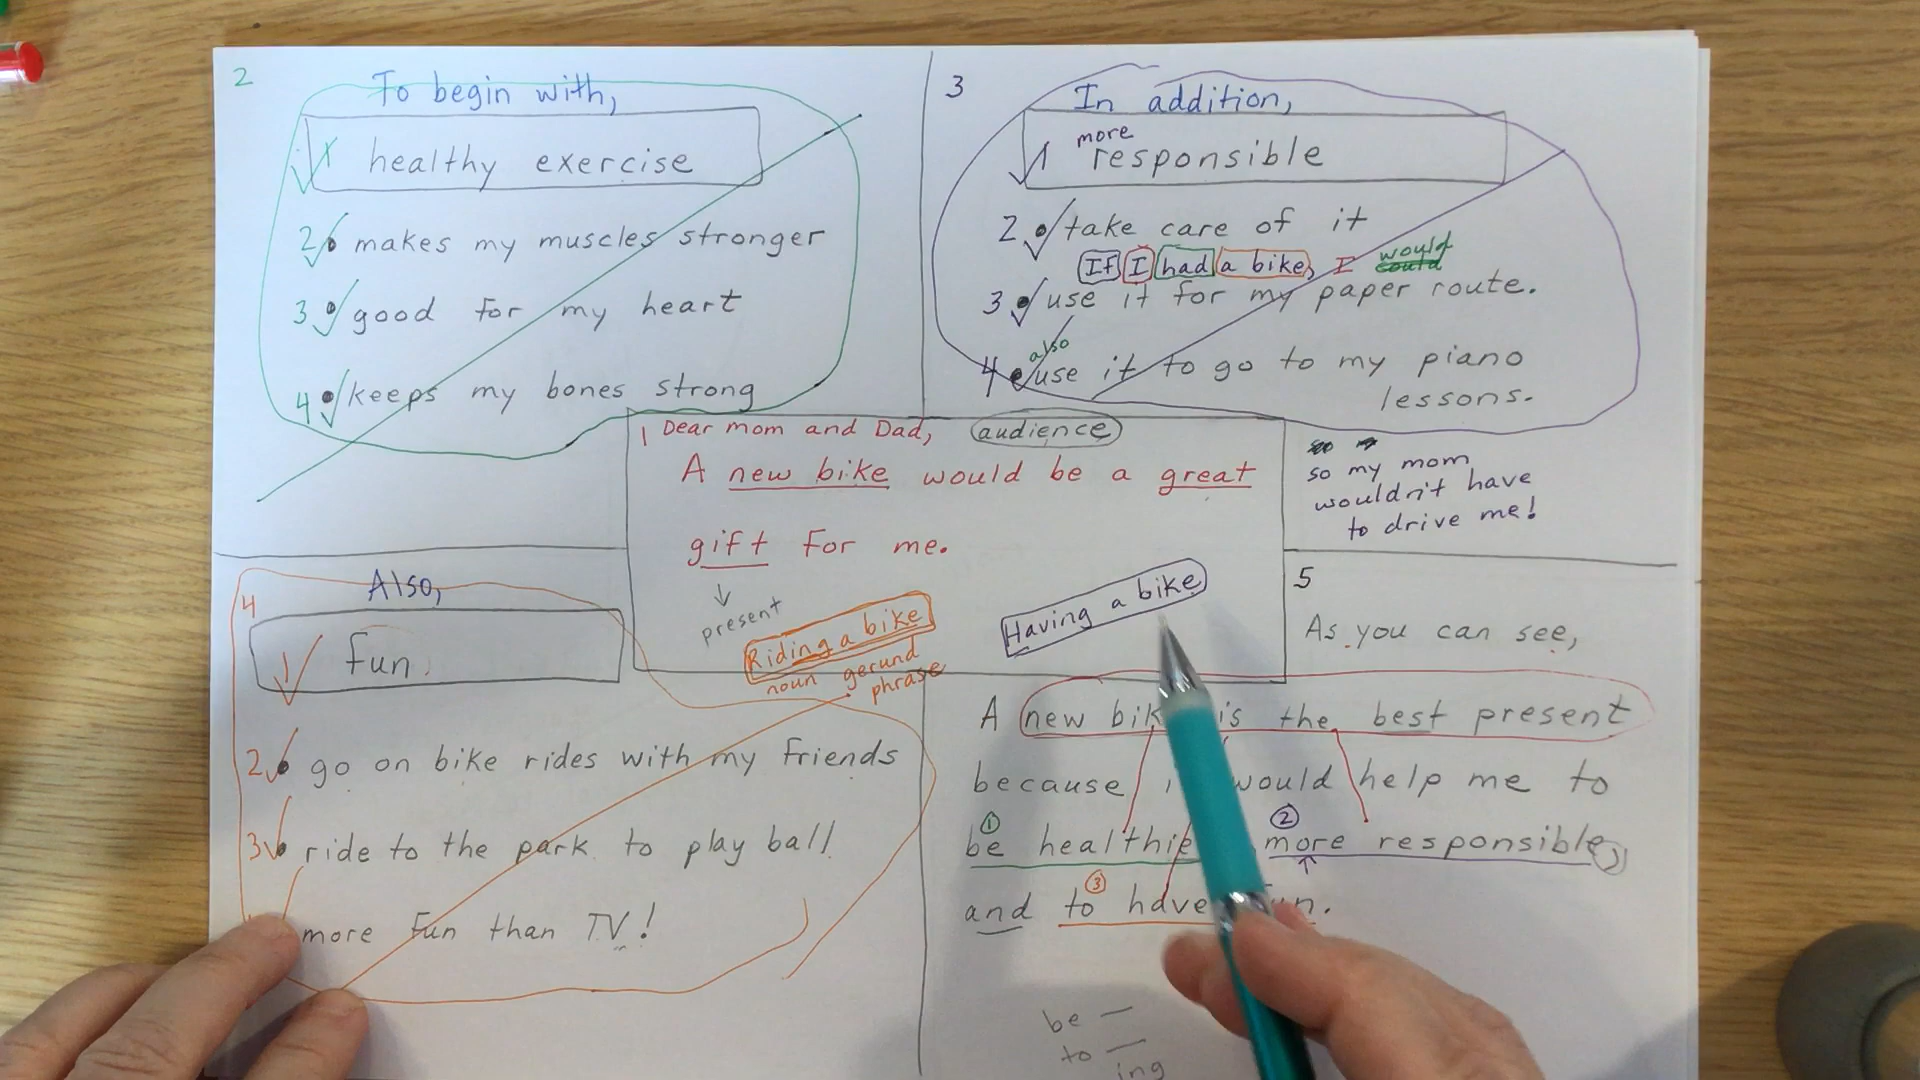 2
To begin with,
1 healthy exercise
2 makes my muscles stronger
3 good for my heart
4 keeps my bones strong
3
In addition,
more
1 responsible
2 take care of it
If I had a bike, I would could
3 use it for my paper route.
also
4 use it to go to my piano
lessons.
so my mom
wouldn't have
to drive me!
1 Dear mom and Dad, audience
A new bike would be a great
gift for me.
present
Riding a bike
noun gerund
phrase
Having a bike
4
Also,
1 fun.
2 go on bike rides with my friends
3 ride to the park to play ball
more fun than TV!
5
As you can see,
A new bik is the best present
because would help me to
1 2
be healthie more responsible,
3
and to have un.
be —
to —
ing